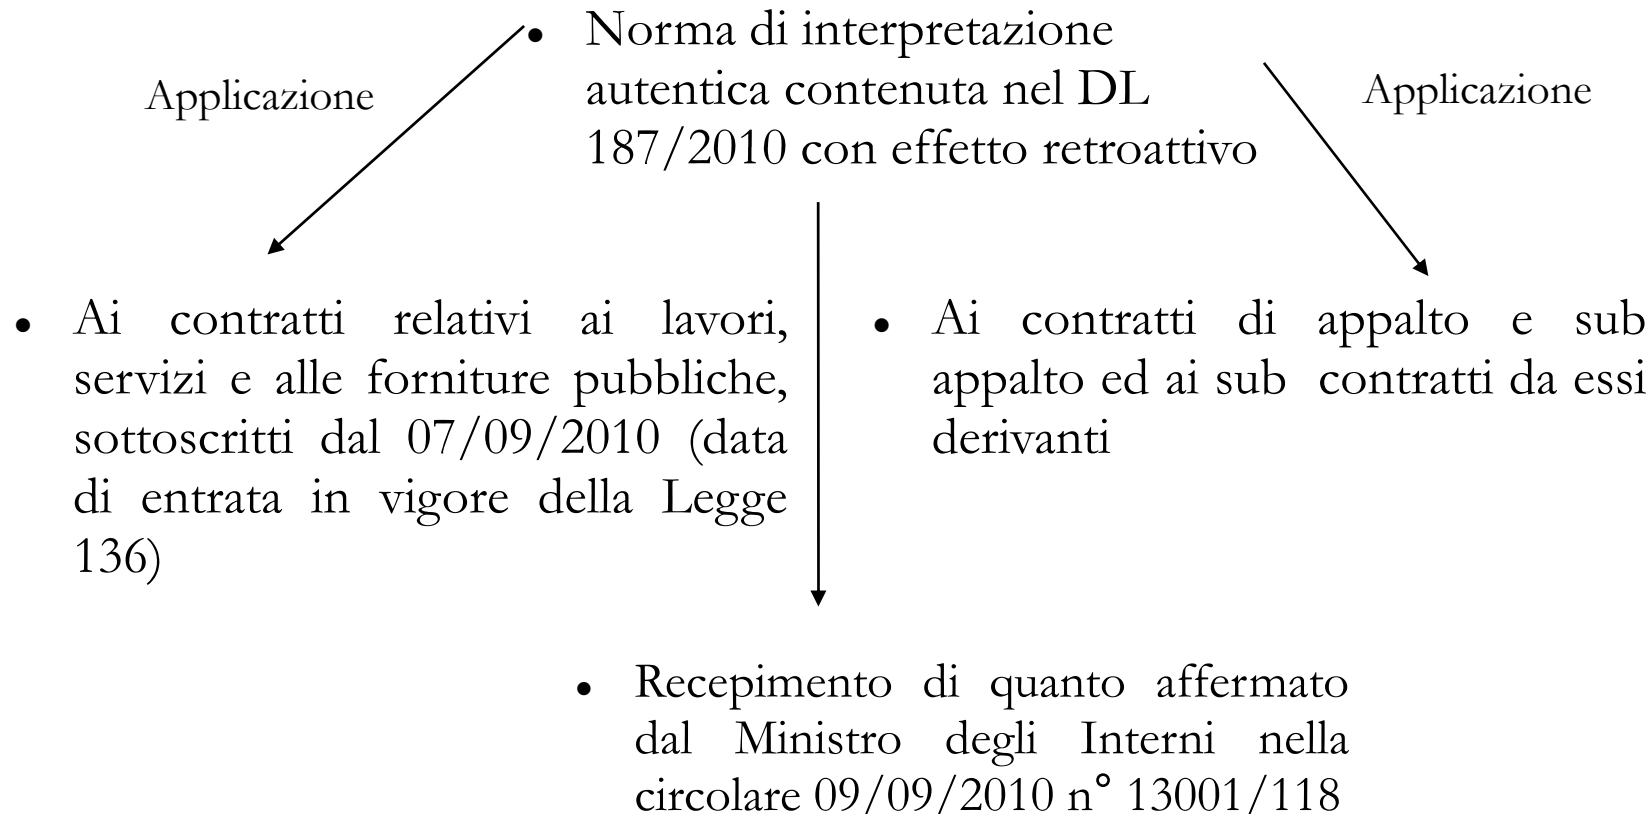 Norma di interpretazione
autentica contenuta nel DL
187/2010 con effetto retroattivo
Applicazione
Applicazione
Ai contratti relativi ai lavori,
servizi e alle forniture pubbliche,
sottoscritti dal 07/09/2010 (data
di entrata in vigore della Legge
136)
Ai contratti di appalto e sub
appalto ed ai sub contratti da essi
derivanti
Recepimento di quanto affermato
dal Ministro degli Interni nella
circolare 09/09/2010 n° 13001/118